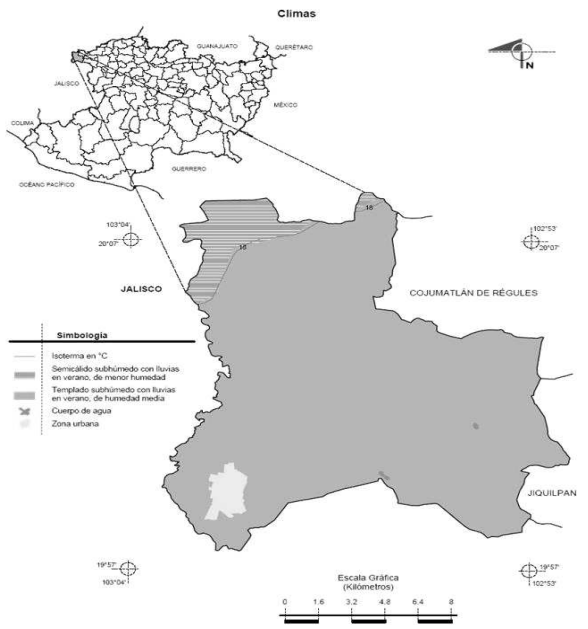 Climas
GUANAJUATO
QUERÉTARO
JALISCO
N
MÉXICO
COLIMA
GUERRERO
OCÉANO PACÍFICO
18
103°04'
20°07'
18
102°53'
20°07'
JALISCO
COJUMATLÁN DE RÉGULES
Simbología
Isoterma en °C
Semicálido subhúmedo con lluvias
en verano, de menor humedad
Templado subhúmedo con lluvias
en verano, de humedad media
Cuerpo de agua
Zona urbana
JIQUILPAN
19°57'
103°04'
19°57'
102°53'
Escala Gráfica
(Kilómetros)
0 1.6 3.2 4.8 6.4 8